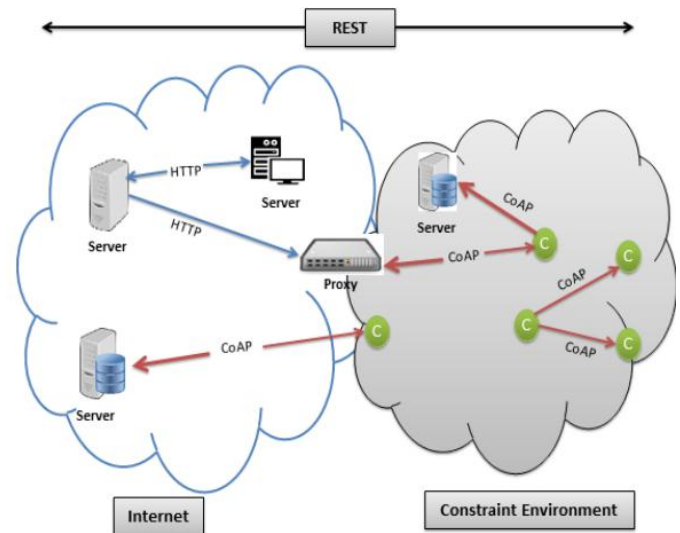 REST
HTTP
Server
Server
HTTP
Proxy
CoAP
Server
CoAP
C
C
CoAP
C
CoAP
C
CoAP
C
Server
Internet
Constraint Environment